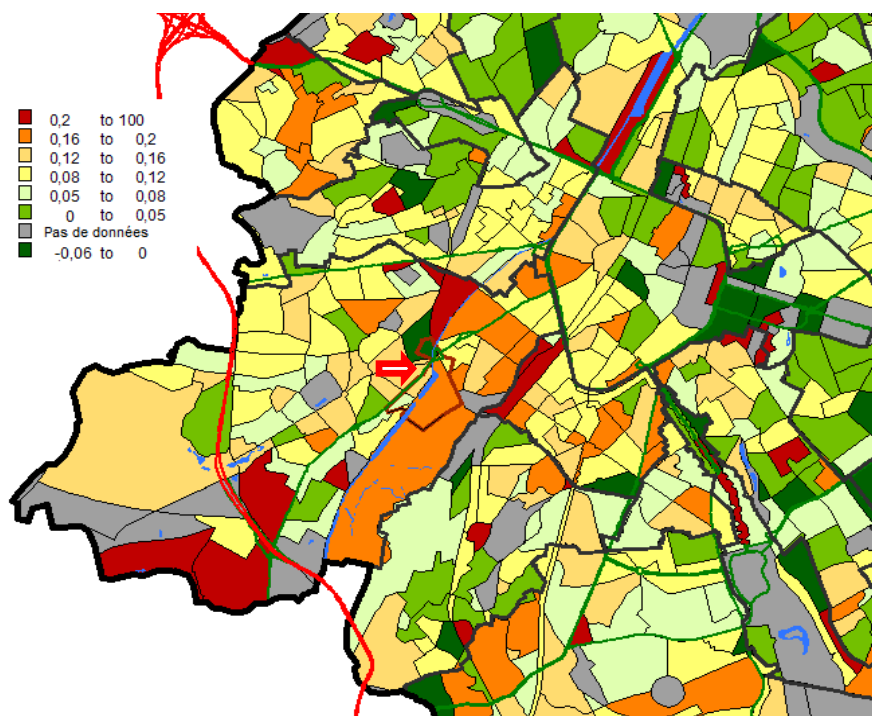 0,2 to 100
0,16 to 0,2
0,12 to 0,16
0,08 to 0,12
0,05 to 0,08
0 to 0,05
Pas de données
-0,06 to 0